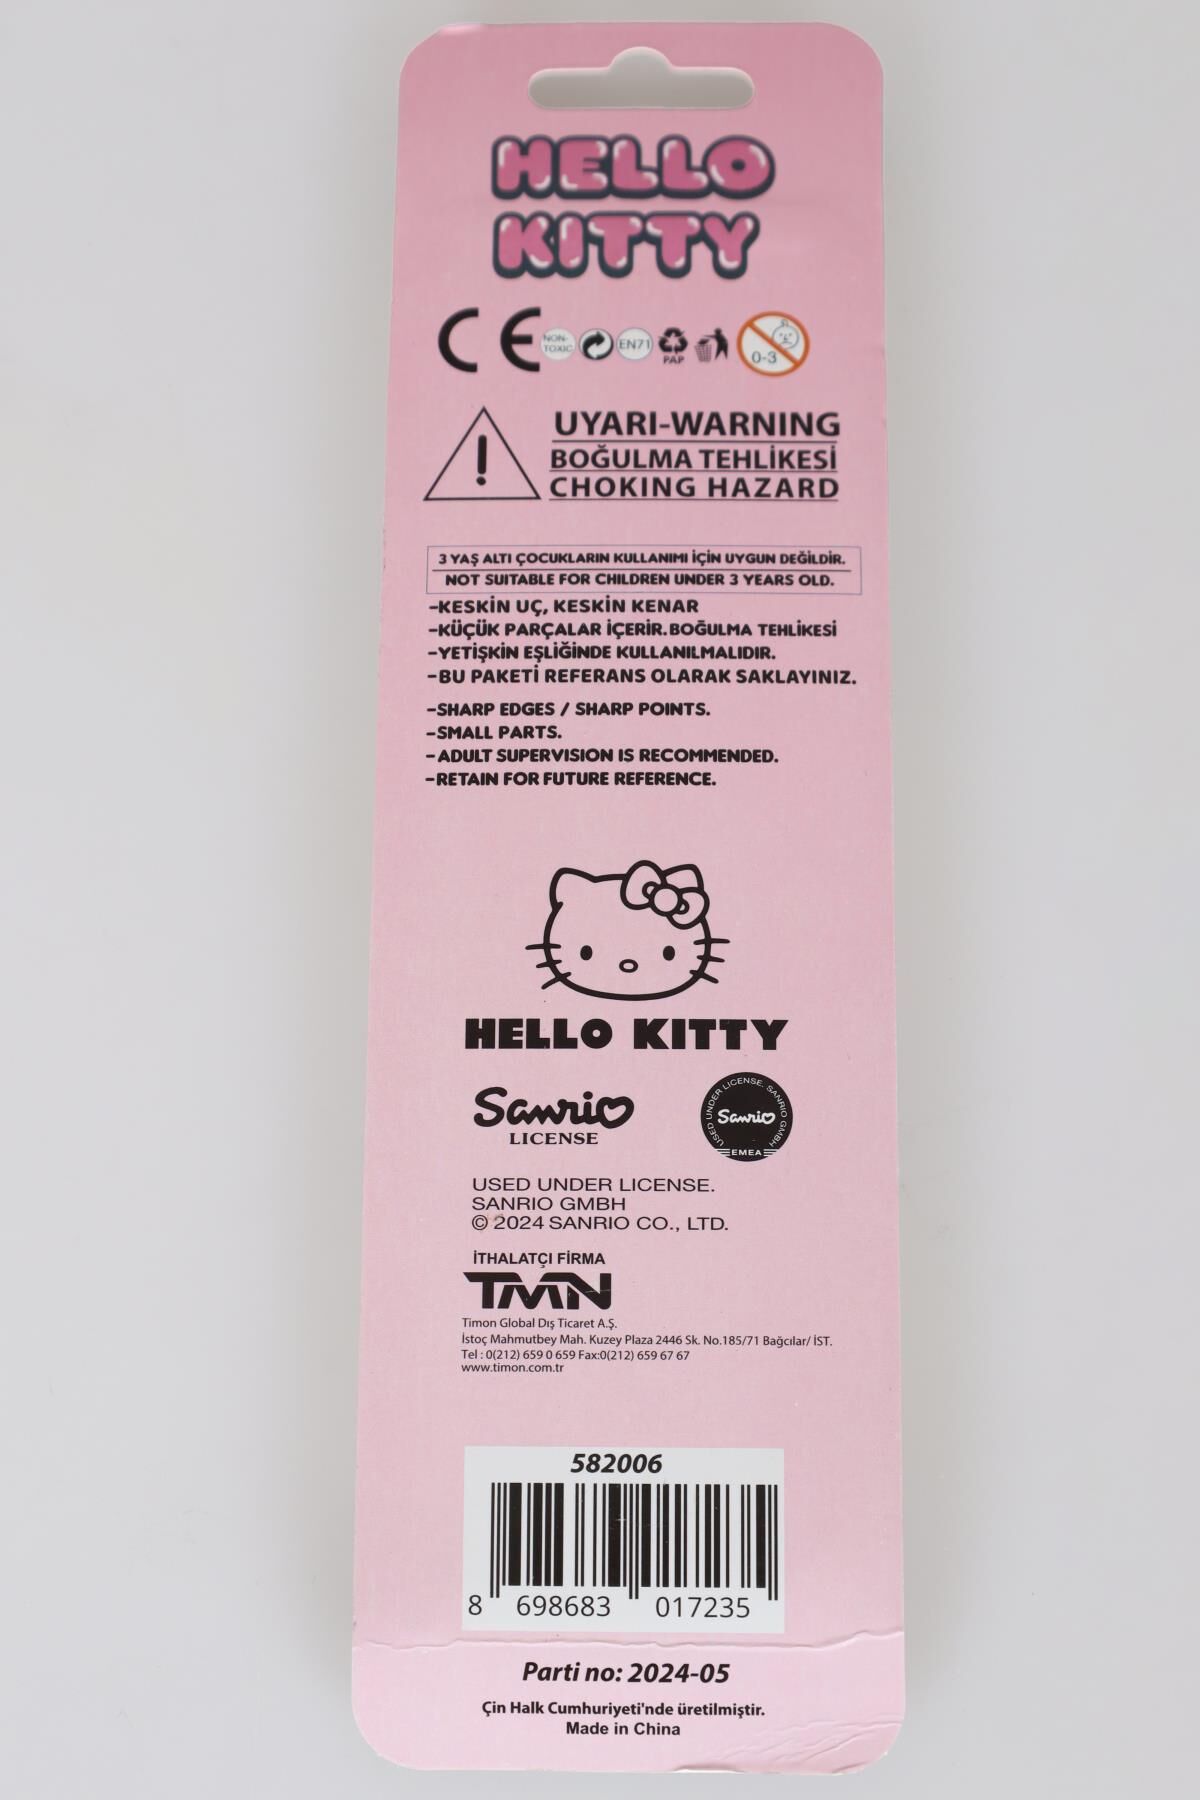 HELLO
KITTY
CE NON-TOXIC EN71 PAP 0-3
UYARI-WARNING
BOĞULMA TEHLİKESİ
CHOKING HAZARD
3 YAŞ ALTI ÇOCUKLARIN KULLANIMI İÇİN UYGUN DEĞİLDİR.
NOT SUITABLE FOR CHILDREN UNDER 3 YEARS OLD.
-KESKİN UÇ, KESKİN KENAR
-KÜÇÜK PARÇALAR İÇERİR.BOĞULMA TEHLİKESİ
-YETİŞKİN EŞLİĞİNDE KULLANILMALIDIR.
-BU PAKETİ REFERANS OLARAK SAKLAYINIZ.
-SHARP EDGES / SHARP POINTS.
-SMALL PARTS.
-ADULT SUPERVISION IS RECOMMENDED.
-RETAIN FOR FUTURE REFERENCE.
HELLO KITTY
Sanrio
LICENSE
USED UNDER LICENSE. SANRIO GMBH
Sanrio
EMEA
USED UNDER LICENSE.
SANRIO GMBH
© 2024 SANRIO CO., LTD.
İTHALATÇI FİRMA
TMN
Timon Global Dış Ticaret A.Ş.
İstoç Mahmutbey Mah. Kuzey Plaza 2446 Sk. No.185/71 Bağcılar/ İST.
Tel : 0(212) 659 0 659 Fax:0(212) 659 67 67
www.timon.com.tr
582006
8 698683 017235
Parti no: 2024-05
Çin Halk Cumhuriyeti'nde üretilmiştir.
Made in China